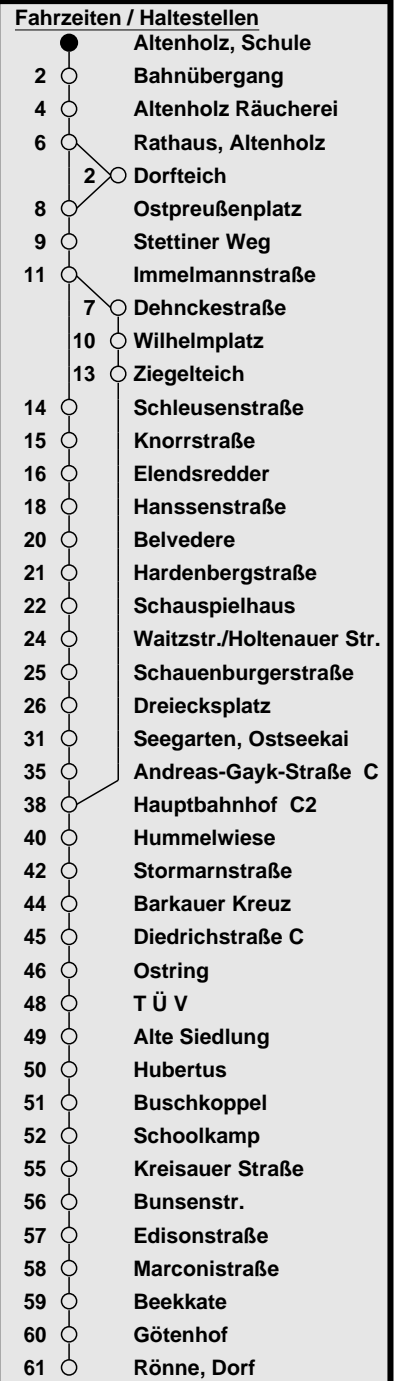 Fahrzeiten / Haltestellen
Altenholz, Schule
2 Bahnübergang
4 Altenholz Räucherei
6 Rathaus, Altenholz
2 Dorfteich
8 Ostpreußenplatz
9 Stettiner Weg
11 Immelmannstraße
7 Dehnckestraße
10 Wilhelmplatz
13 Ziegelteich
14 Schleusenstraße
15 Knorrstraße
16 Elendsredder
18 Hanssenstraße
20 Belvedere
21 Hardenbergstraße
22 Schauspielhaus
24 Waitzstr./Holtenauer Str.
25 Schauenburgerstraße
26 Dreiecksplatz
31 Seegarten, Ostseekai
35 Andreas-Gayk-Straße C
38 Hauptbahnhof C2
40 Hummelwiese
42 Stormarnstraße
44 Barkauer Kreuz
45 Diedrichstraße C
46 Ostring
48 T Ü V
49 Alte Siedlung
50 Hubertus
51 Buschkoppel
52 Schoolkamp
55 Kreisauer Straße
56 Bunsenstr.
57 Edisonstraße
58 Marconistraße
59 Beekkate
60 Götenhof
61 Rönne, Dorf